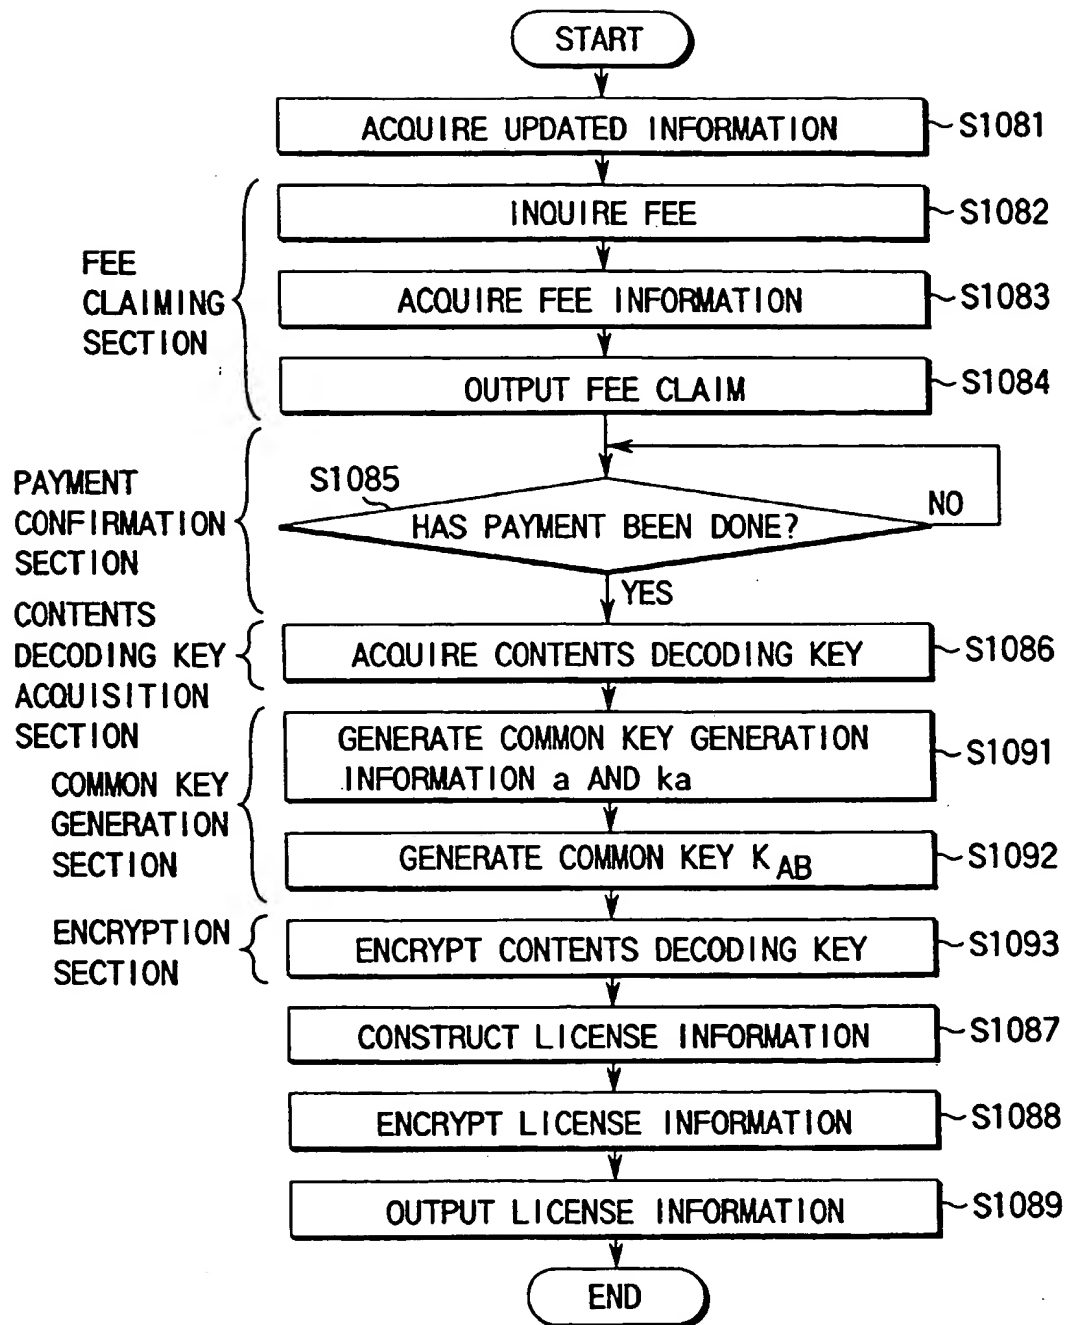 START
ACQUIRE UPDATED INFORMATION
S1081
FEE
CLAIMING
SECTION
INQUIRE FEE
S1082
ACQUIRE FEE INFORMATION
S1083
OUTPUT FEE CLAIM
S1084
PAYMENT
CONFIRMATION
SECTION
S1085
HAS PAYMENT BEEN DONE?
NO
YES
CONTENTS
DECODING KEY
ACQUISITION
SECTION
ACQUIRE CONTENTS DECODING KEY
S1086
COMMON KEY
GENERATION
SECTION
GENERATE COMMON KEY GENERATION
INFORMATION a AND ka
S1091
GENERATE COMMON KEY KAB
S1092
ENCRYPTION
SECTION
ENCRYPT CONTENTS DECODING KEY
S1093
CONSTRUCT LICENSE INFORMATION
S1087
ENCRYPT LICENSE INFORMATION
S1088
OUTPUT LICENSE INFORMATION
S1089
END